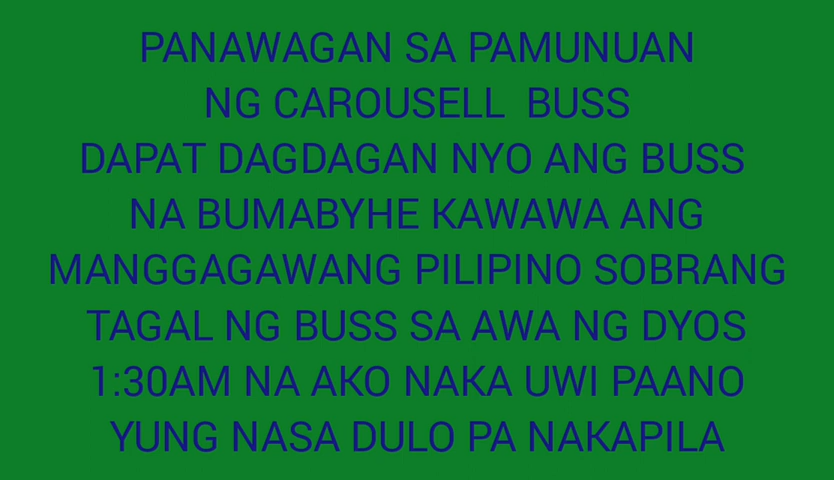 PANAWAGAN SA PAMUNUAN
NG CAROUSELL BUSS
DAPAT DAGDAGAN NYO ANG BUSS
NA BUMABYHE KAWAWA ANG
MANGGAGAWANG PILIPINO SOBRANG
TAGAL NG BUSS SA AWA NG DYOS
1:30AM NA AKO NAKA UWI PAANO
YUNG NASA DULO PA NAKAPILA